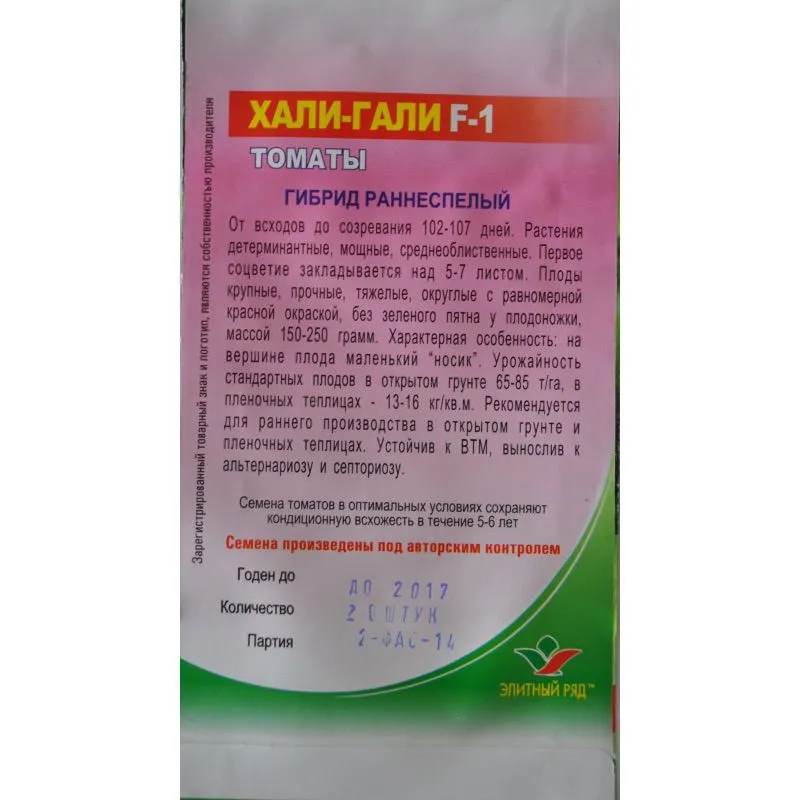 ХАЛИ-ГАЛИ F-1
ТОМАТЫ
ГИБРИД РАННЕСПЕЛЫЙ
От всходов до созревания 102-107 дней. Растения
детерминантные, мощные, среднеоблиственные. Первое
соцветие закладывается над 5-7 листом. Плоды
крупные, прочные, тяжелые, округлые с равномерной
красной окраской, без зеленого пятна у плодоножки,
массой 150-250 грамм. Характерная особенность: на
вершине плода маленький "носик". Урожайность
стандартных плодов в открытом грунте 65-85 т/га, в
пленочных теплицах - 13-16 кг/кв.м. Рекомендуется
для раннего производства в открытом грунте и
пленочных теплицах. Устойчив к ВТМ, вынослив к
альтернариозу и септориозу.
Семена томатов в оптимальных условиях сохраняют
кондиционную всхожесть в течение 5-6 лет
Семена произведены под авторским контролем
Годен до ДО 2017
Количество 20 ШТУК
Партия 2-ФАС-14
ЭЛИТНЫЙ РЯД™
Зарегистрированный товарный знак и логотип, являются собственностью производителя